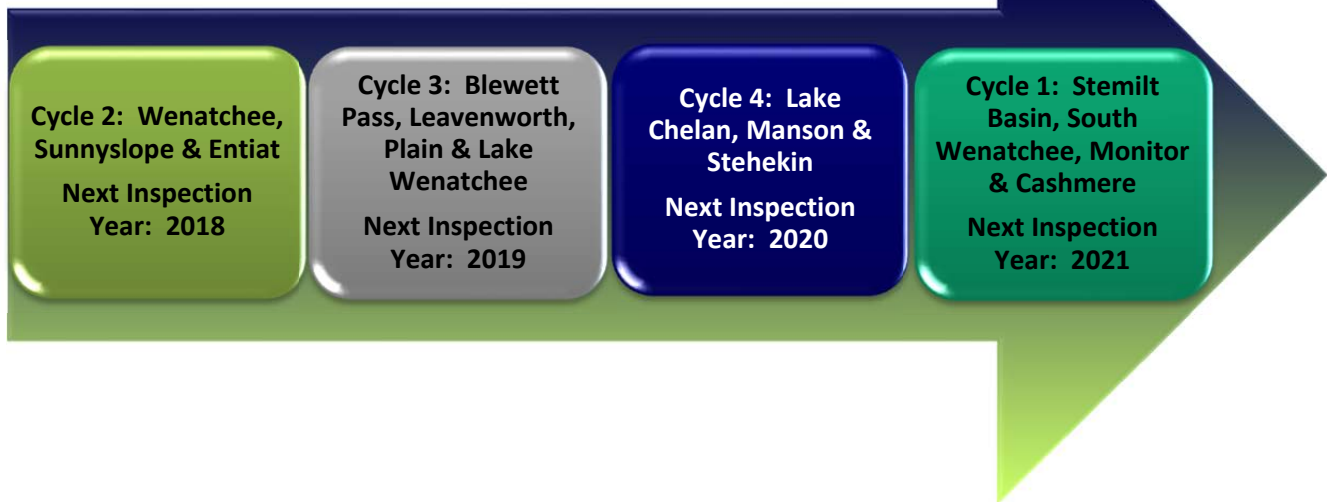 Cycle 2:  Wenatchee,
Sunnyslope & Entiat
Next Inspection
Year:  2018
Cycle 3:  Blewett
Pass, Leavenworth,
Plain & Lake
Wenatchee
Next Inspection
Year:  2019
Cycle 4:  Lake
Chelan, Manson &
Stehekin
Next Inspection
Year:  2020
Cycle 1:  Stemilt
Basin, South
Wenatchee, Monitor
& Cashmere
Next Inspection
Year:  2021